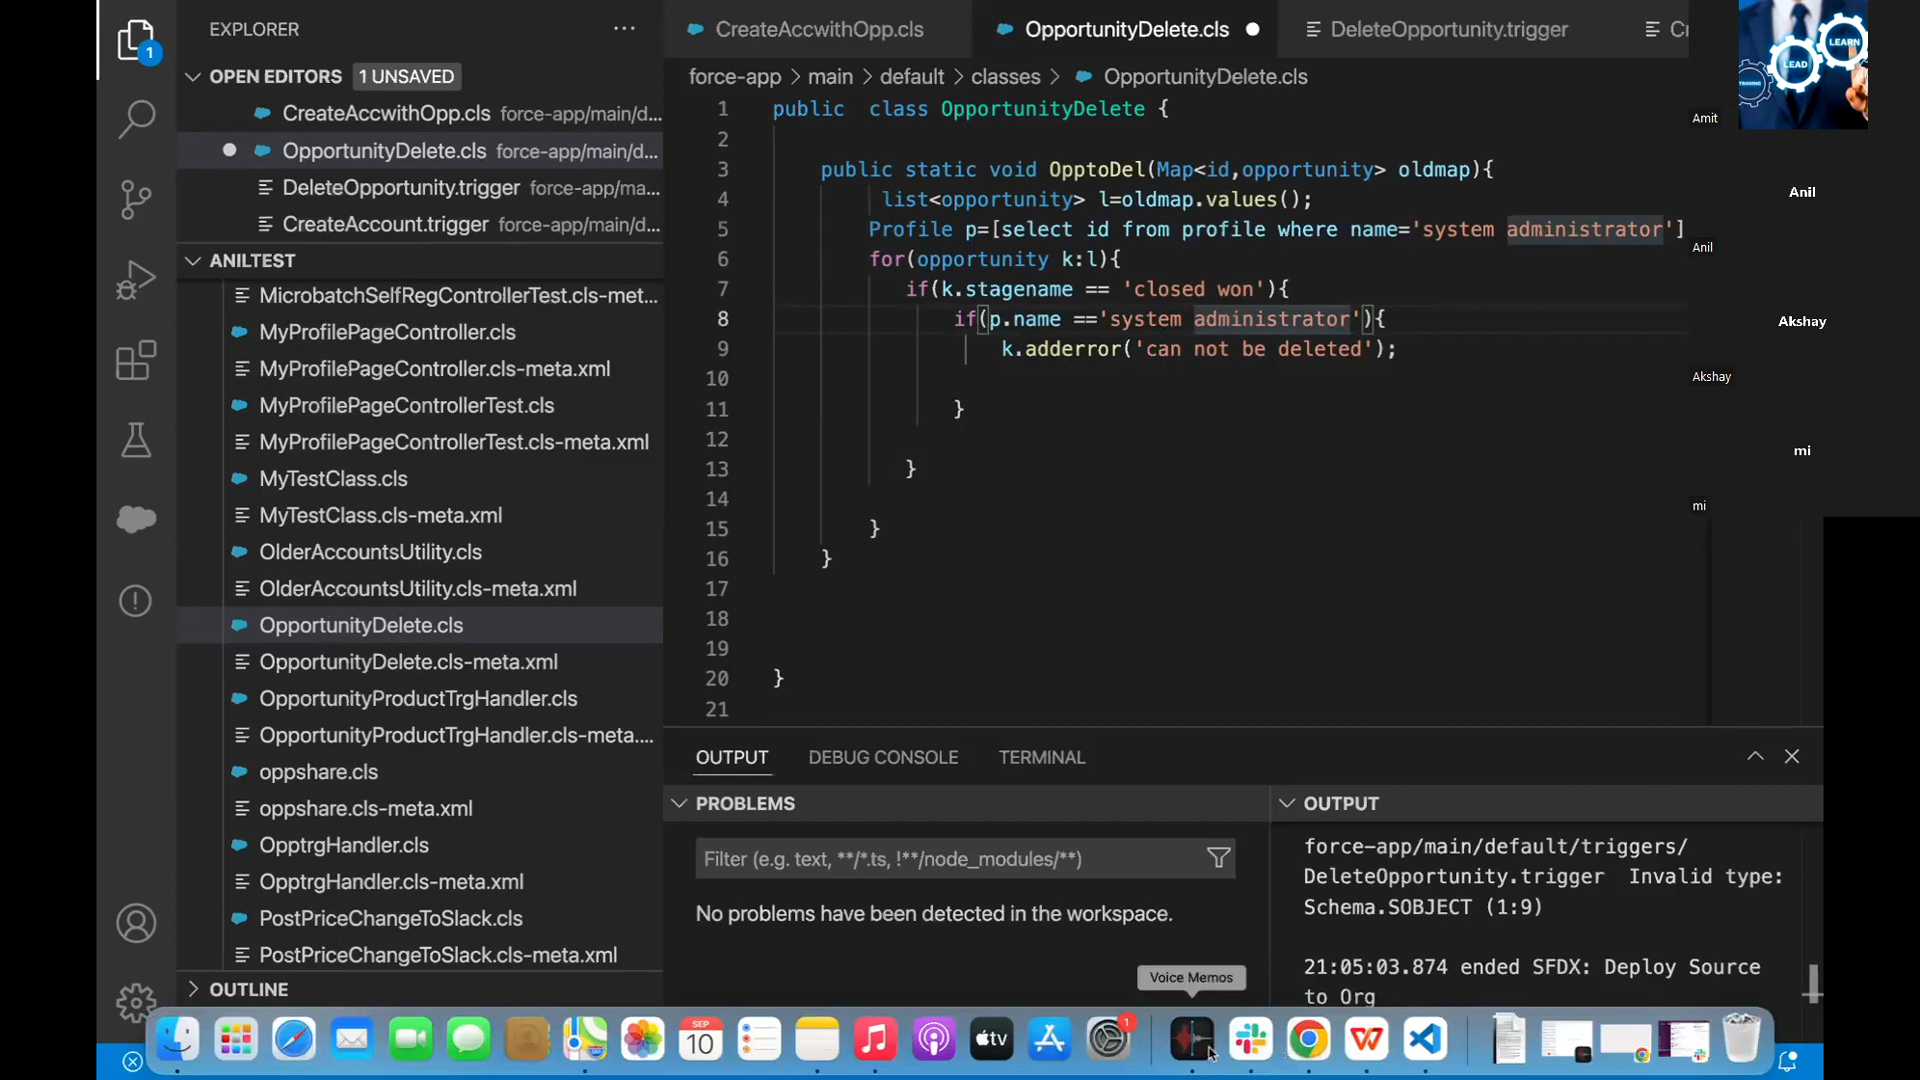 EXPLORER
OPEN EDITORS 1 UNSAVED
CreateAccwithOpp.cls force-app/main/d...
OpportunityDelete.cls force-app/main/d...
DeleteOpportunity.trigger force-app/ma...
CreateAccount.trigger force-app/main/d...
ANILTEST
MicrobatchSelfRegControllerTest.cls-met...
MyProfilePageController.cls
MyProfilePageController.cls-meta.xml
MyProfilePageControllerTest.cls
MyProfilePageControllerTest.cls-meta.xml
MyTestClass.cls
MyTestClass.cls-meta.xml
OlderAccountsUtility.cls
OlderAccountsUtility.cls-meta.xml
OpportunityDelete.cls
OpportunityDelete.cls-meta.xml
OpportunityProductTrgHandler.cls
OpportunityProductTrgHandler.cls-meta....
oppshare.cls
oppshare.cls-meta.xml
OpptrgHandler.cls
OpptrgHandler.cls-meta.xml
PostPriceChangeToSlack.cls
PostPriceChangeToSlack.cls-meta.xml
OUTLINE
1
CreateAccwithOpp.cls OpportunityDelete.cls DeleteOpportunity.trigger Cr
force-app > main > default > classes > OpportunityDelete.cls
1 public class OpportunityDelete {
2
3 public static void OpptoDel(Map<id,opportunity> oldmap){
4 list<opportunity> l=oldmap.values();
5 Profile p=[select id from profile where name='system administrator']
6 for(opportunity k:l){
7 if(k.stagename == 'closed won'){
8 if(p.name =='system administrator'){
9 k.adderror('can not be deleted');
10
11 }
12
13 }
14
15 }
16 }
17
18
19
20 }
21
OUTPUT DEBUG CONSOLE TERMINAL
PROBLEMS
Filter (e.g. text, **/*.ts, !**/node_modules/**)
No problems have been detected in the workspace.
OUTPUT
force-app/main/default/triggers/
DeleteOpportunity.trigger Invalid type:
Schema.SOBJECT (1:9)
21:05:03.874 ended SFDX: Deploy Source
to Org
Voice Memos
SEP
10
tv
1
LEARN
LEAD
TRAINING
Amit
Anil
Anil
Akshay
Akshay
mi
mi